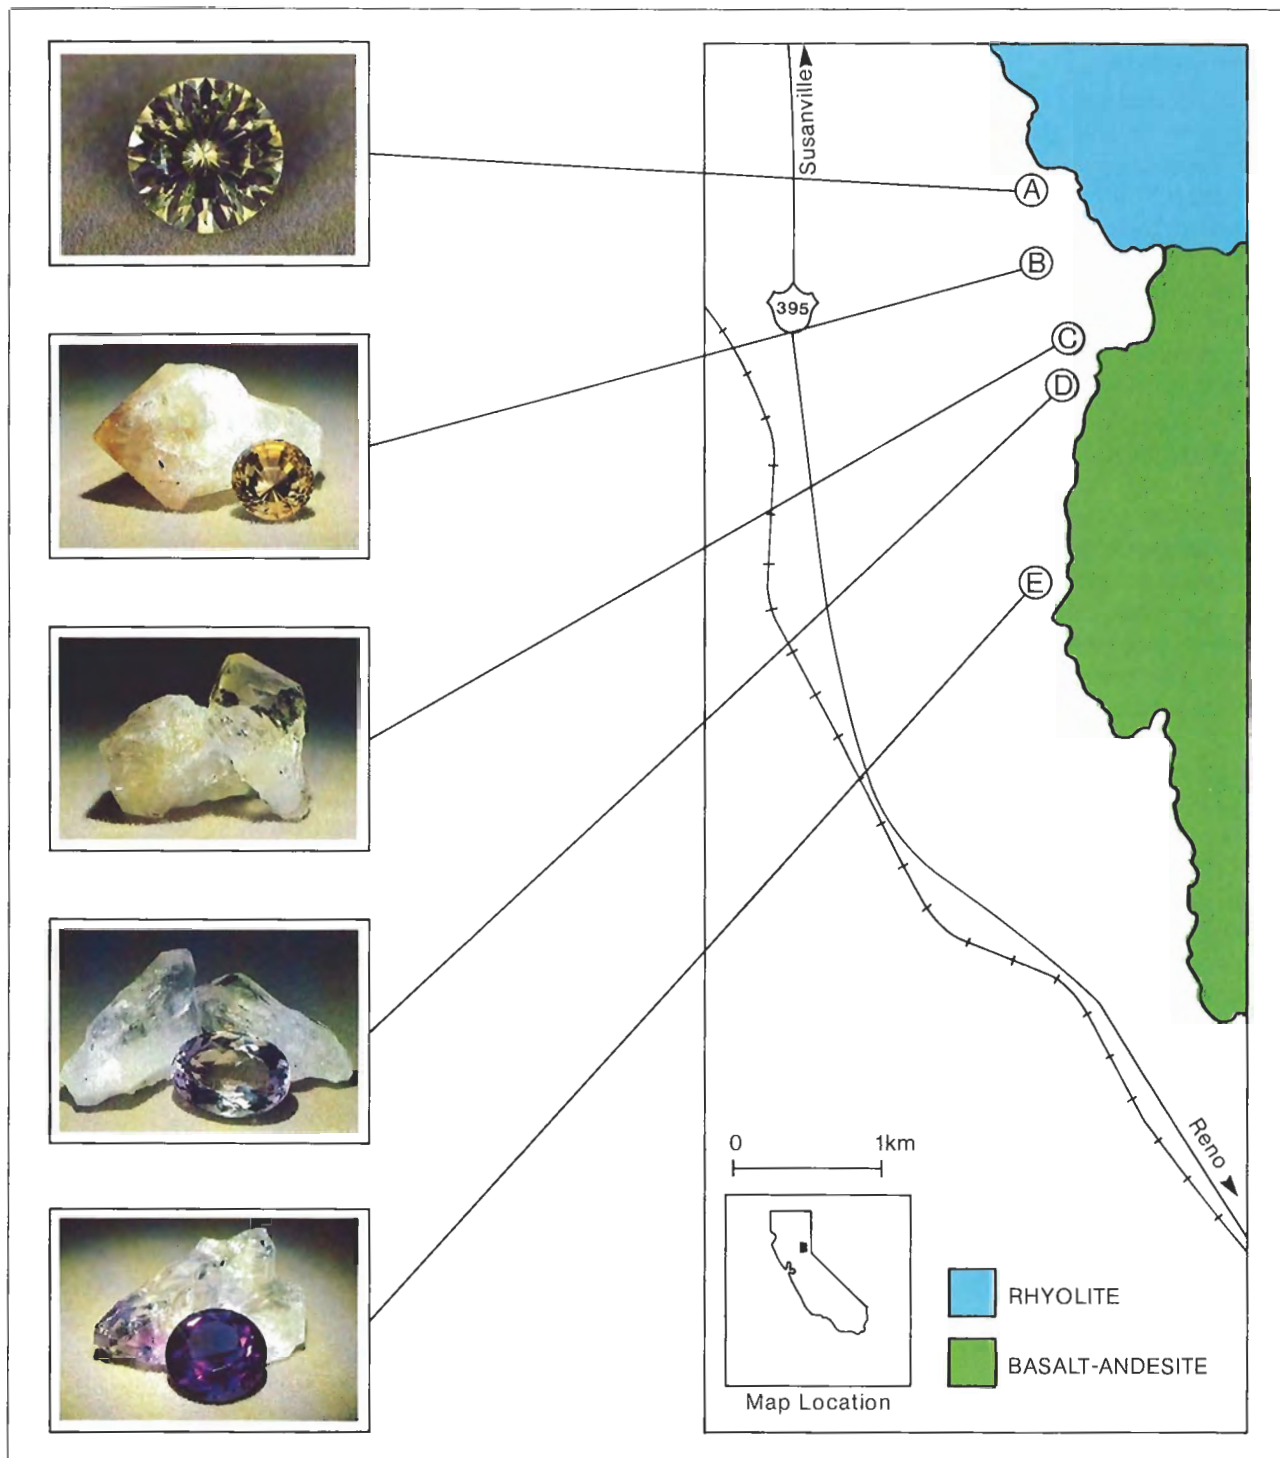 Susanville
A
B
395
C
D
E
Reno
0 1km
Map Location
RHYOLITE
BASALT-ANDESITE